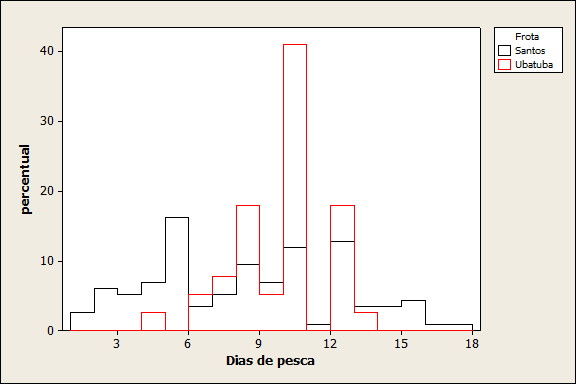 Frota
Santos
Ubatuba
percentual
40
30
20
10
0
3 6 9 12 15 18
Dias de pesca